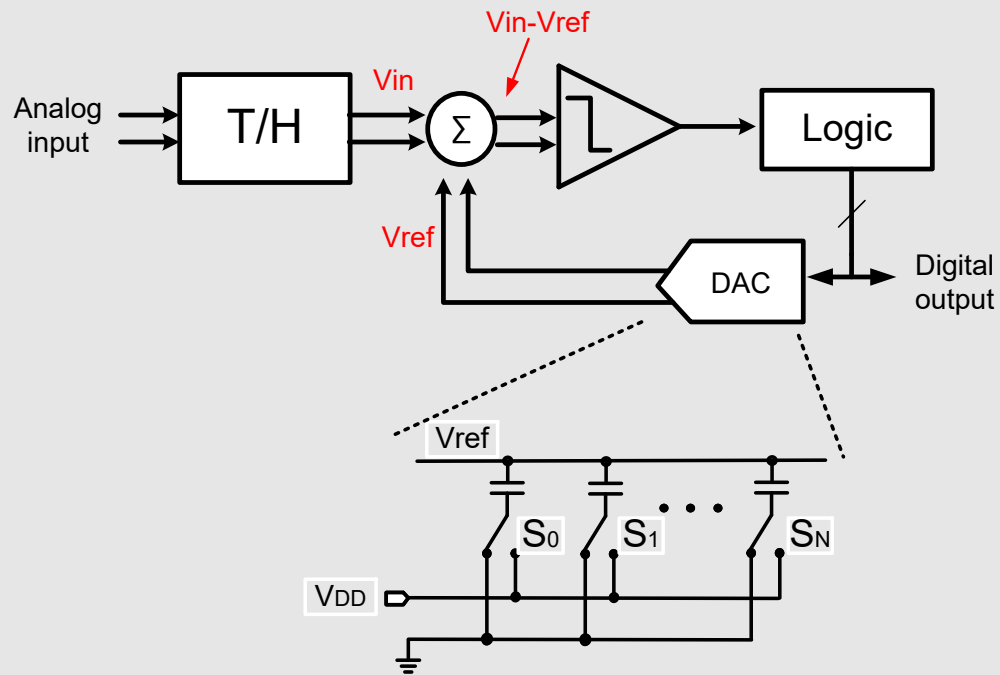 Vin-Vref
Vin
Analog
input
T/H
Σ
Logic
Vref
DAC
Digital
output
Vref
S0
S1
SN
VDD